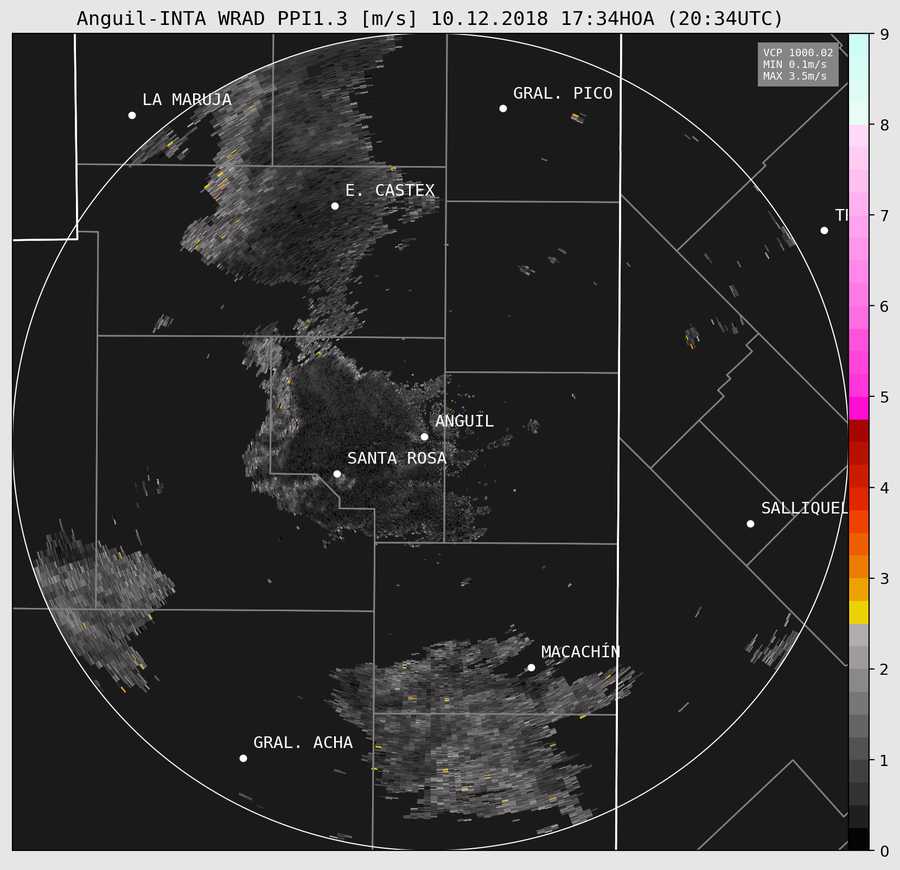 Anguil-INTA WRAD PPI1.3 [m/s] 10.12.2018 17:34HOA (20:34UTC)
VCP 1000.02
MIN 0.1m/s
MAX 3.5m/s
LA MARUJA
GRAL. PICO
E. CASTEX
TH
ANGUIL
SANTA ROSA
SALLIQUEL
MACACHÍN
GRAL. ACHA
9
8
7
6
5
4
3
2
1
0